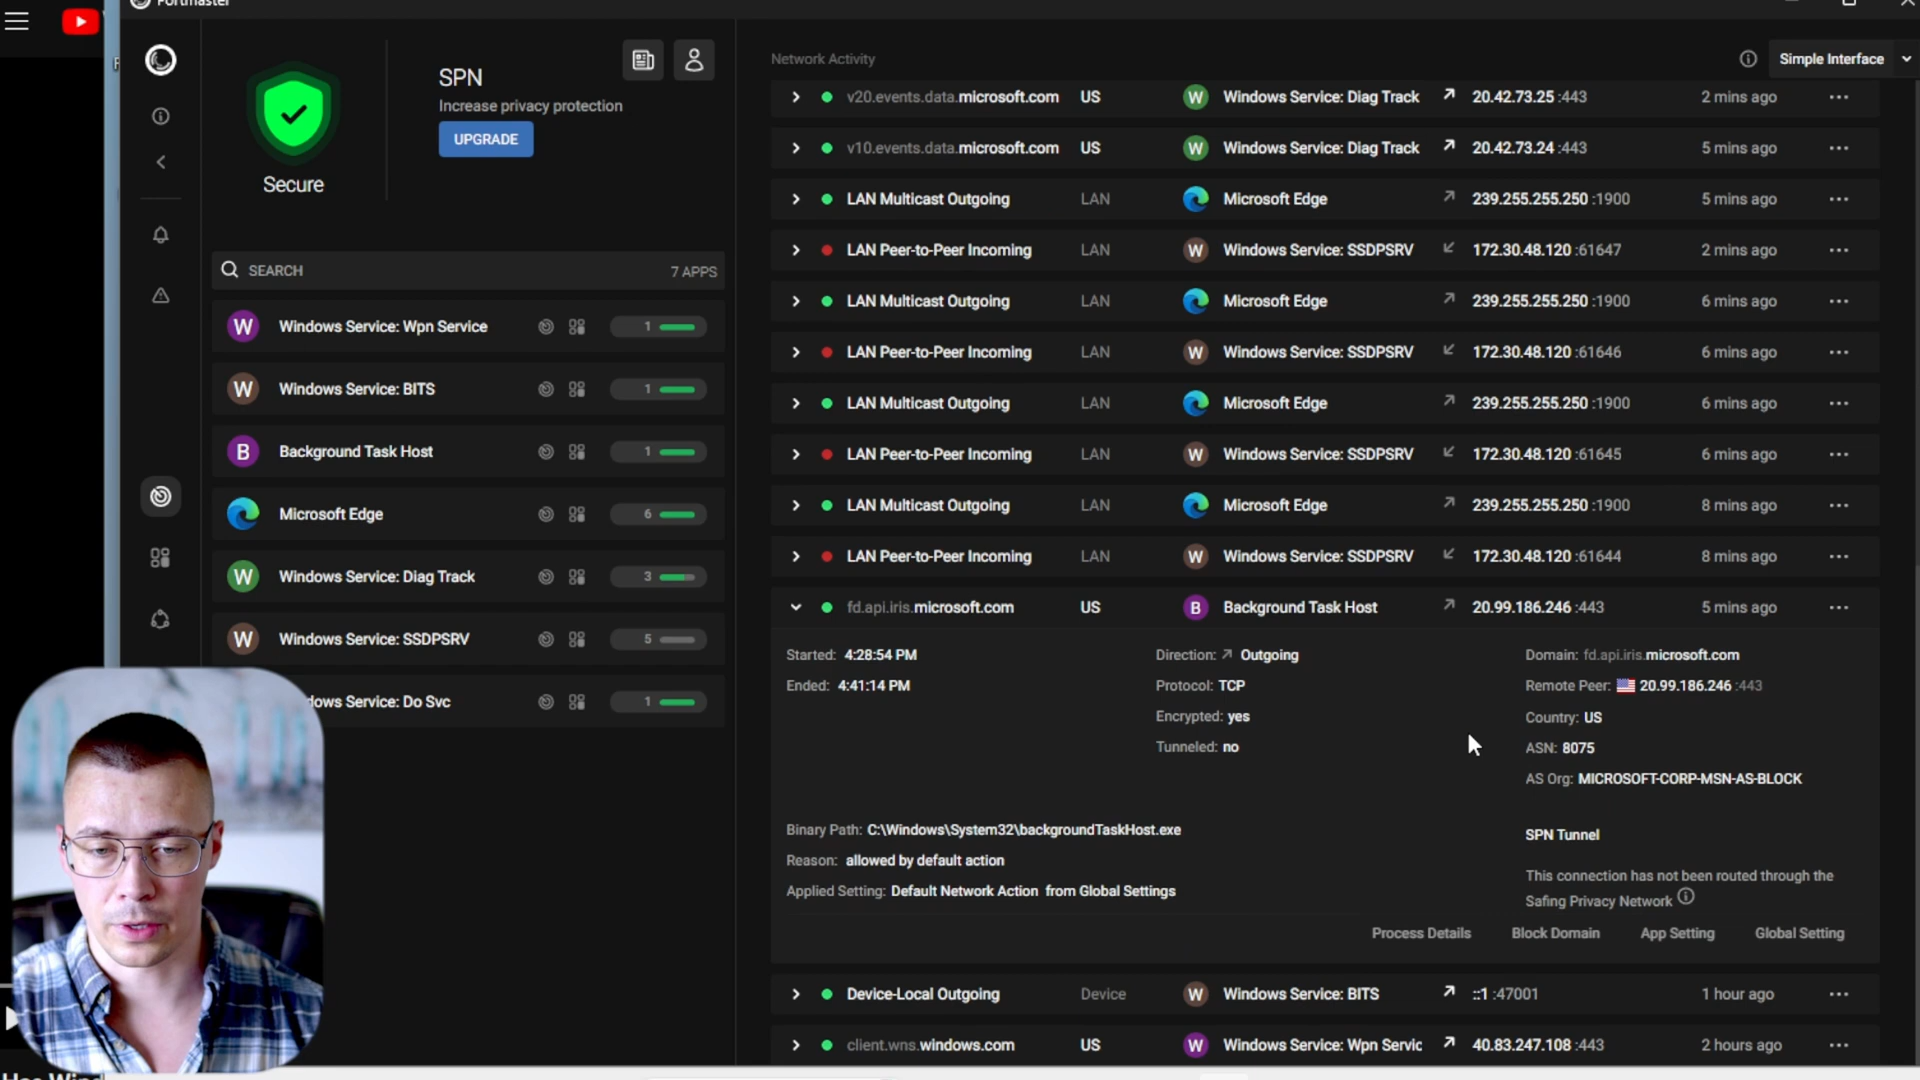 Portmaster
SPN
Increase privacy protection
UPGRADE
Secure
SEARCH
7 APPS
W Windows Service: Wpn Service 1
W Windows Service: BITS 1
B Background Task Host 1
Microsoft Edge 6
W Windows Service: Diag Track 3
W Windows Service: SSDPSRV 5
dows Service: Do Svc 1
Network Activity
Simple Interface
v20.events.data.microsoft.com US W Windows Service: Diag Track 20.42.73.25 :443 2 mins ago
v10.events.data.microsoft.com US W Windows Service: Diag Track 20.42.73.24 :443 5 mins ago
LAN Multicast Outgoing LAN Microsoft Edge 239.255.255.250 :1900 5 mins ago
LAN Peer-to-Peer Incoming LAN W Windows Service: SSDPSRV 172.30.48.120 :61647 2 mins ago
LAN Multicast Outgoing LAN Microsoft Edge 239.255.255.250 :1900 6 mins ago
LAN Peer-to-Peer Incoming LAN W Windows Service: SSDPSRV 172.30.48.120 :61646 6 mins ago
LAN Multicast Outgoing LAN Microsoft Edge 239.255.255.250 :1900 6 mins ago
LAN Peer-to-Peer Incoming LAN W Windows Service: SSDPSRV 172.30.48.120 :61645 6 mins ago
LAN Multicast Outgoing LAN Microsoft Edge 239.255.255.250 :1900 8 mins ago
LAN Peer-to-Peer Incoming LAN W Windows Service: SSDPSRV 172.30.48.120 :61644 8 mins ago
fd.api.iris.microsoft.com US B Background Task Host 20.99.186.246 :443 5 mins ago
Started: 4:28:54 PM
Ended: 4:41:14 PM
Direction: Outgoing
Protocol: TCP
Encrypted: yes
Tunneled: no
Domain: fd.api.iris.microsoft.com
Remote Peer: 20.99.186.246 :443
Country: US
ASN: 8075
AS Org: MICROSOFT-CORP-MSN-AS-BLOCK
Binary Path: C:\Windows\System32\backgroundTaskHost.exe
Reason: allowed by default action
Applied Setting: Default Network Action from Global Settings
SPN Tunnel
This connection has not been routed through the
Safing Privacy Network
Process Details Block Domain App Setting Global Setting
Device-Local Outgoing Device W Windows Service: BITS ::1 :47001 1 hour ago
client.wns.windows.com US W Windows Service: Wpn Servic 40.83.247.108 :443 2 hours ago